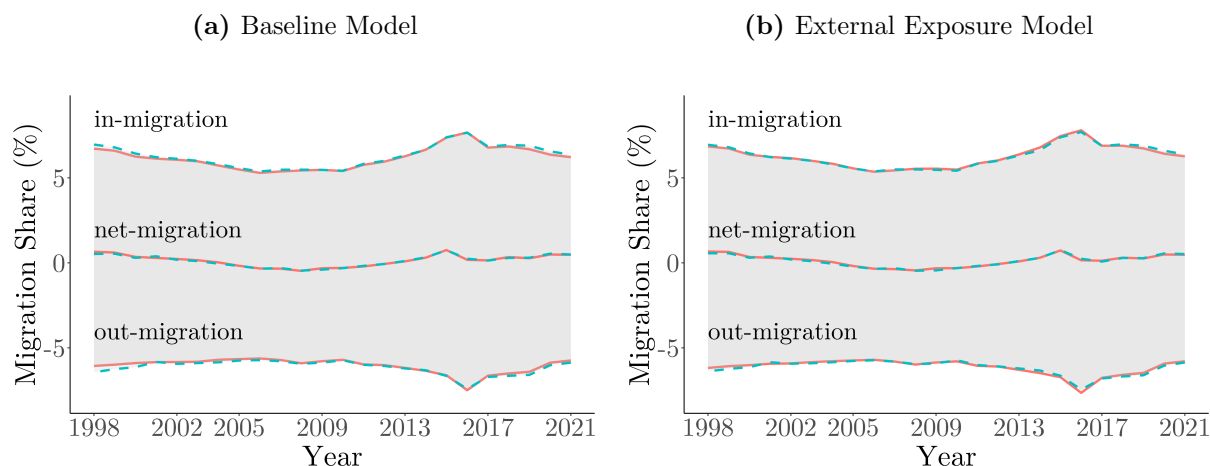 (a) Baseline Model
Migration Share (%)
in-migration
net-migration
out-migration
5
0
-5
1998 2002 2005 2009 2013 2017 2021
Year
(b) External Exposure Model
Migration Share (%)
in-migration
net-migration
out-migration
5
0
-5
1998 2002 2005 2009 2013 2017 2021
Year